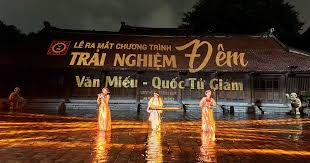 LỄ RA MẮT CHƯƠNG TRÌNH
TRẢI NGHIỆM Đêm
Văn Miếu - Quốc Tử Giám